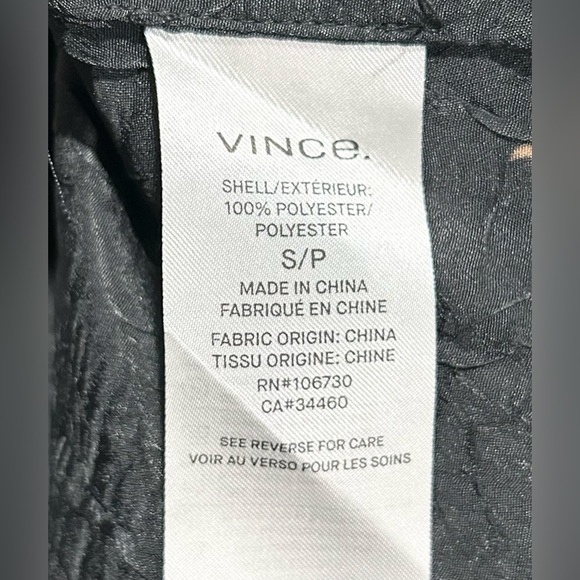 VINCE.
SHELL/EXTÉRIEUR:
100% POLYESTER/
POLYESTER
S/P
MADE IN CHINA
FABRIQUÉ EN CHINE
FABRIC ORIGIN: CHINA
TISSU ORIGINE: CHINE
RN#106730
CA#34460
SEE REVERSE FOR CARE
VOIR AU VERSO POUR LES SOINS